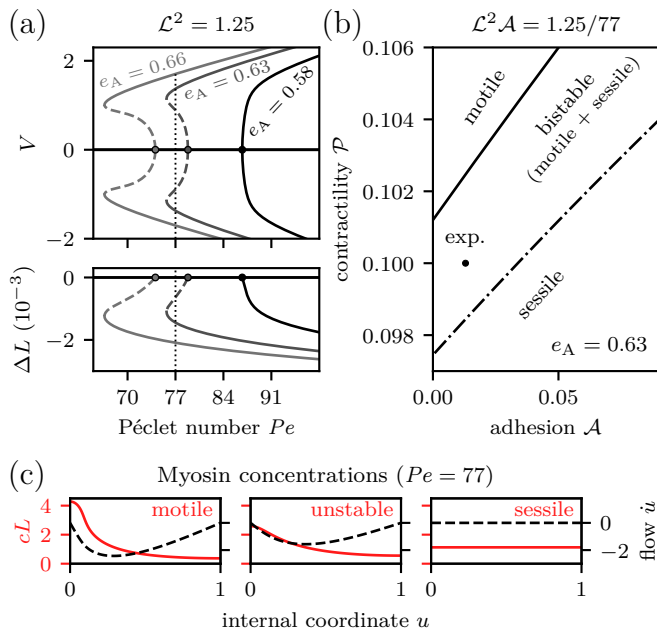 (a)
ℒ² = 1.25
2
0
−2
V
e_A = 0.66
e_A = 0.63
e_A = 0.58
0
−2
ΔL (10⁻³)
70
77
84
91
Péclet number Pe
(b)
ℒ²𝒜 = 1.25/77
0.106
0.104
0.102
0.100
0.098
contractility 𝒫
motile
bistable
(motile + sessile)
exp.
sessile
e_A = 0.63
0.00
0.05
adhesion 𝒜
(c)
Myosin concentrations (Pe = 77)
4
2
0
cL
motile
unstable
sessile
0
−2
flow u̇
0
1
0
1
0
1
internal coordinate u